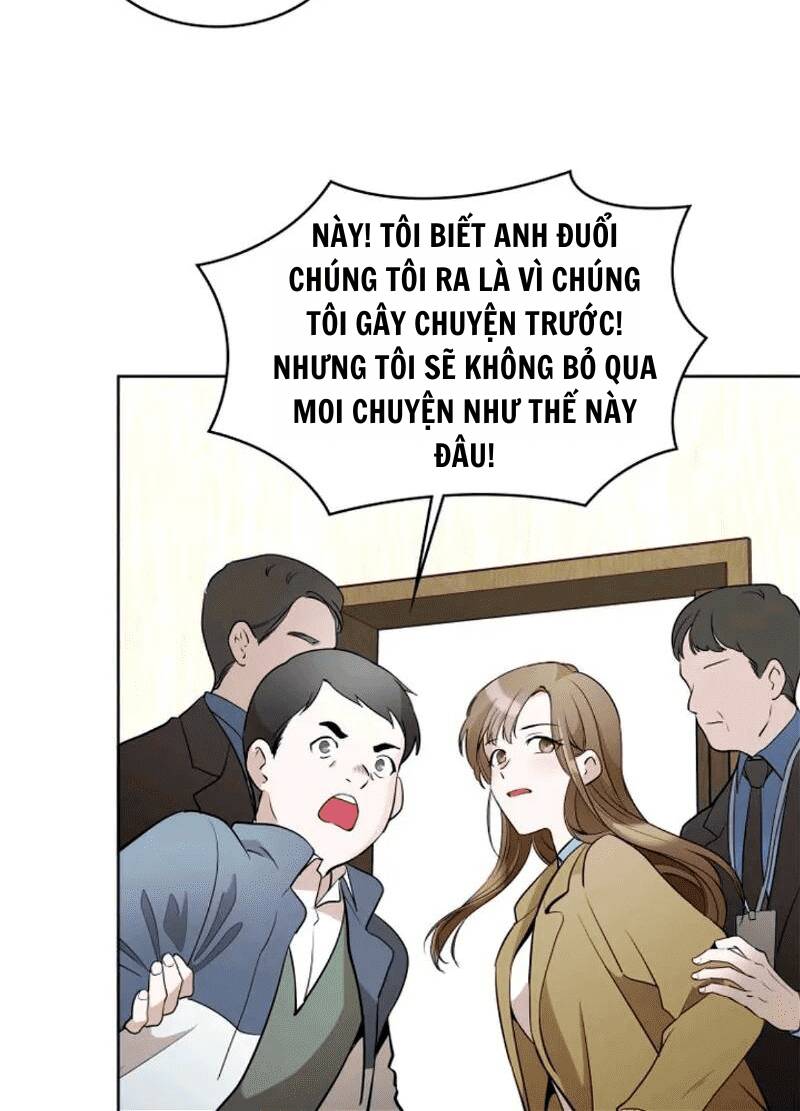 NÀY! TÔI BIẾT ANH ĐUỔI
CHÚNG TÔI RA LÀ VÌ CHÚNG
TÔI GÂY CHUYỆN TRƯỚC!
NHƯNG TÔI SẼ KHÔNG BỎ QUA
MOI CHUYỆN NHƯ THẾ NÀY
ĐÂU!